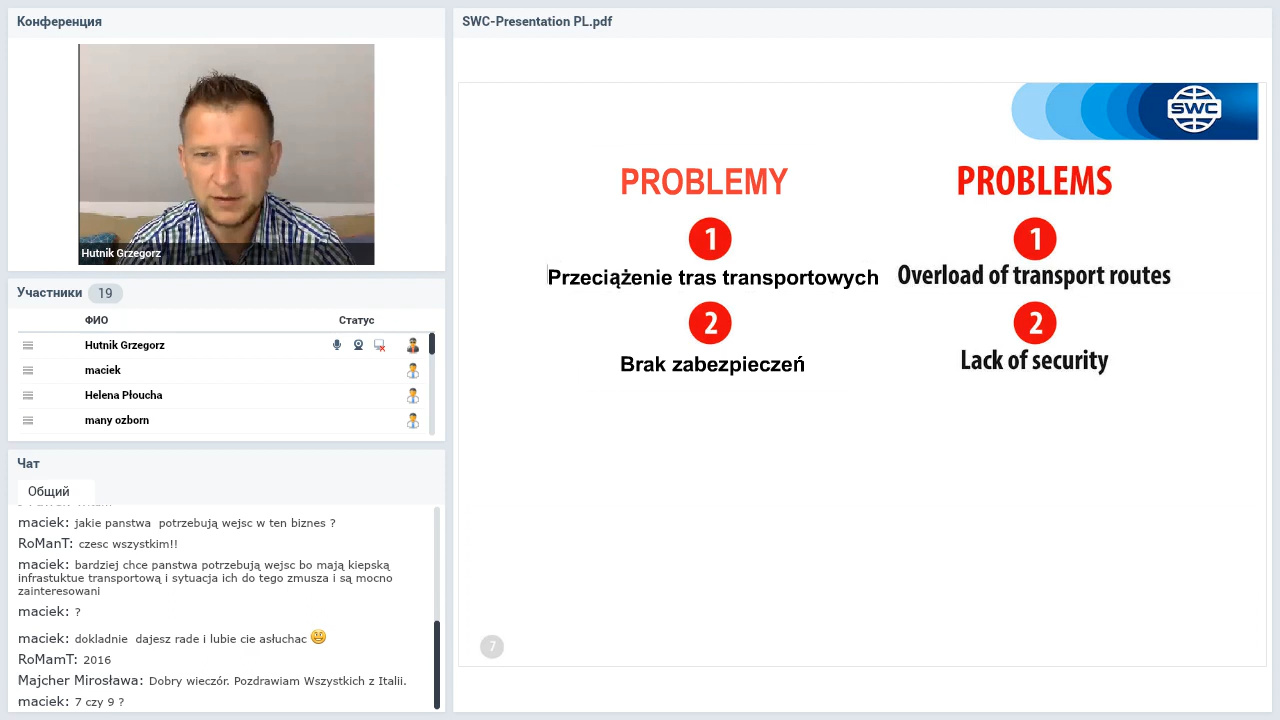 Конференция
Hutnik Grzegorz
Участники 19
ФИО Статус
Hutnik Grzegorz
maciek
Helena Płoucha
many ozborn
Чат
Общий
maciek: jakie panstwa potrzebują wejsc w ten biznes ?
RoManT: czesc wszystkim!!
maciek: bardziej chce panstwa potrzebują wejsc bo mają kiepską
infrastuktue transportową i sytuacja ich do tego zmusza i są mocno
zainteresowani
maciek: ?
maciek: dokladnie dajesz rade i lubie cie asłuchac
RoMamT: 2016
Majcher Mirosława: Dobry wieczór. Pozdrawiam Wszystkich z Italii.
maciek: 7 czy 9 ?
SWC-Presentation PL.pdf
SWC
PROBLEMY
1
Przeciążenie tras transportowych
2
Brak zabezpieczeń
PROBLEMS
1
Overload of transport routes
2
Lack of security
7